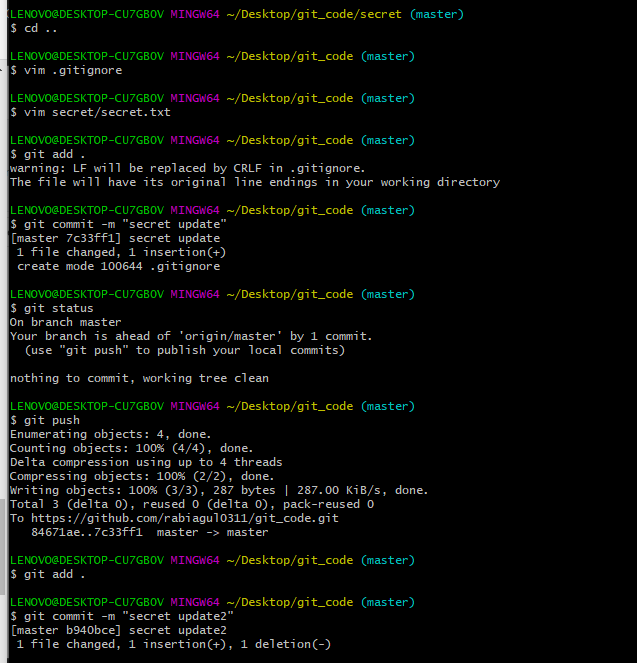 LENOVO@DESKTOP-CU7GBOV MINGW64 ~/Desktop/git_code/secret (master)
$ cd ..
LENOVO@DESKTOP-CU7GBOV MINGW64 ~/Desktop/git_code (master)
$ vim .gitignore
LENOVO@DESKTOP-CU7GBOV MINGW64 ~/Desktop/git_code (master)
$ vim secret/secret.txt
LENOVO@DESKTOP-CU7GBOV MINGW64 ~/Desktop/git_code (master)
$ git add .
warning: LF will be replaced by CRLF in .gitignore.
The file will have its original line endings in your working directory
LENOVO@DESKTOP-CU7GBOV MINGW64 ~/Desktop/git_code (master)
$ git commit -m "secret update"
[master 7c33ff1] secret update
 1 file changed, 1 insertion(+)
 create mode 100644 .gitignore
LENOVO@DESKTOP-CU7GBOV MINGW64 ~/Desktop/git_code (master)
$ git status
On branch master
Your branch is ahead of 'origin/master' by 1 commit.
  (use "git push" to publish your local commits)
nothing to commit, working tree clean
LENOVO@DESKTOP-CU7GBOV MINGW64 ~/Desktop/git_code (master)
$ git push
Enumerating objects: 4, done.
Counting objects: 100% (4/4), done.
Delta compression using up to 4 threads
Compressing objects: 100% (2/2), done.
Writing objects: 100% (3/3), 287 bytes | 287.00 KiB/s, done.
Total 3 (delta 0), reused 0 (delta 0), pack-reused 0
To https://github.com/rabiagul0311/git_code.git
   84671ae..7c33ff1  master -> master
LENOVO@DESKTOP-CU7GBOV MINGW64 ~/Desktop/git_code (master)
$ git add .
LENOVO@DESKTOP-CU7GBOV MINGW64 ~/Desktop/git_code (master)
$ git commit -m "secret update2"
[master b940bce] secret update2
 1 file changed, 1 insertion(+), 1 deletion(-)